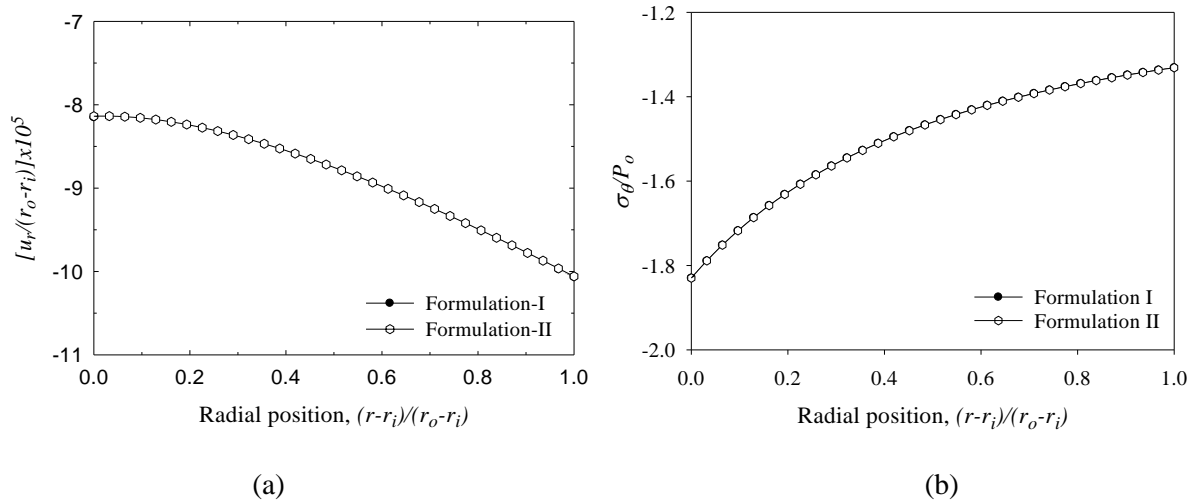 -7
-8
-9
-10
-11
[u_r/(r_o-r_i)]x10^5
0.0 0.2 0.4 0.6 0.8 1.0
Radial position, (r-r_i)/(r_o-r_i)
Formulation-I
Formulation-II
(a)
-1.2
-1.4
-1.6
-1.8
-2.0
σ_θ/P_o
0.0 0.2 0.4 0.6 0.8 1.0
Radial position, (r-r_i)/(r_o-r_i)
Formulation I
Formulation II
(b)